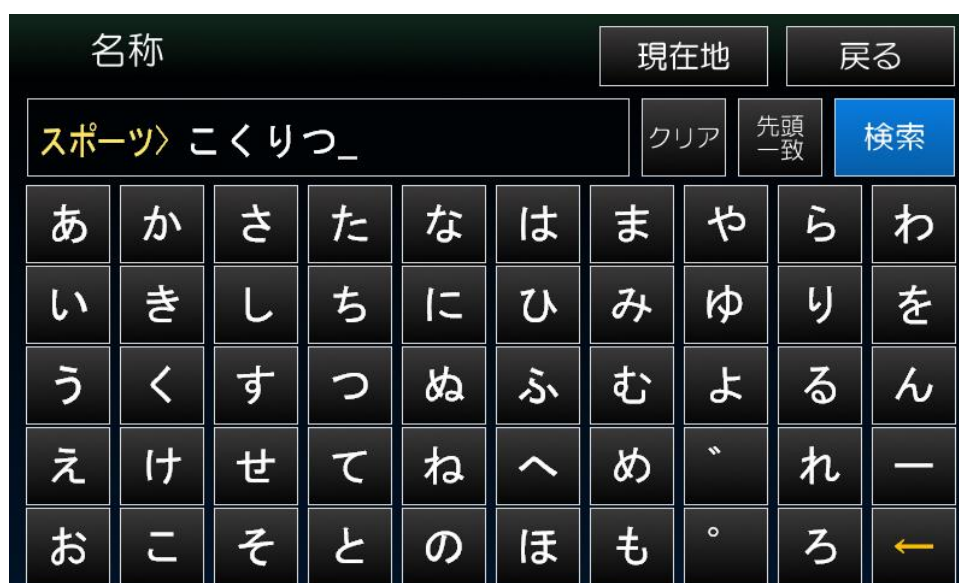 名称 現在地 戻る
スポーツ〉こくりつ_ クリア 先頭一致 検索
あ か さ た な は ま や ら わ
い き し ち に ひ み ゆ り を
う く す つ ぬ ふ む よ る ん
え け せ て ね へ め ゛ れ ー
お こ そ と の ほ も ゜ ろ ←